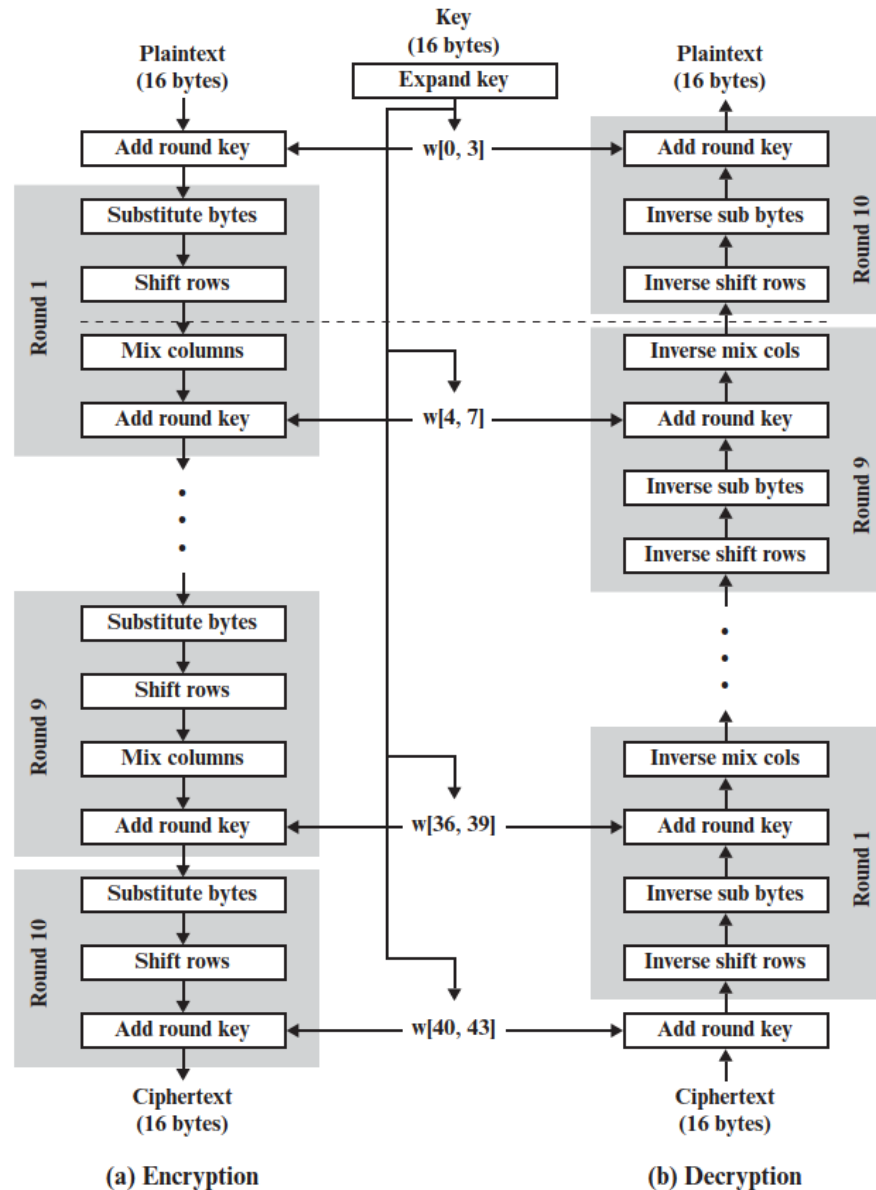 Key
(16 bytes)
Expand key
Plaintext
(16 bytes)
Add round key
Round 1
Substitute bytes
Shift rows
Mix columns
Add round key
Round 9
Substitute bytes
Shift rows
Mix columns
Add round key
Round 10
Substitute bytes
Shift rows
Add round key
Ciphertext
(16 bytes)
(a) Encryption
w[0, 3]
w[4, 7]
w[36, 39]
w[40, 43]
Plaintext
(16 bytes)
Add round key
Inverse sub bytes
Inverse shift rows
Round 10
Inverse mix cols
Add round key
Inverse sub bytes
Inverse shift rows
Round 9
Inverse mix cols
Add round key
Inverse sub bytes
Inverse shift rows
Round 1
Add round key
Ciphertext
(16 bytes)
(b) Decryption